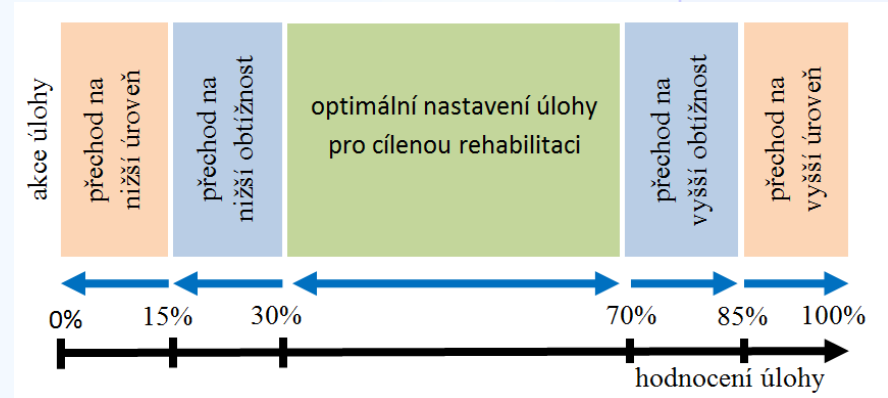 akce úlohy
přechod na
nižší úroveň
přechod na
nižší obtížnost
optimální nastavení úlohy
pro cílenou rehabilitaci
přechod na
vyšší obtížnost
přechod na
vyšší úroveň
0% 15% 30% 70% 85% 100%
hodnocení úlohy